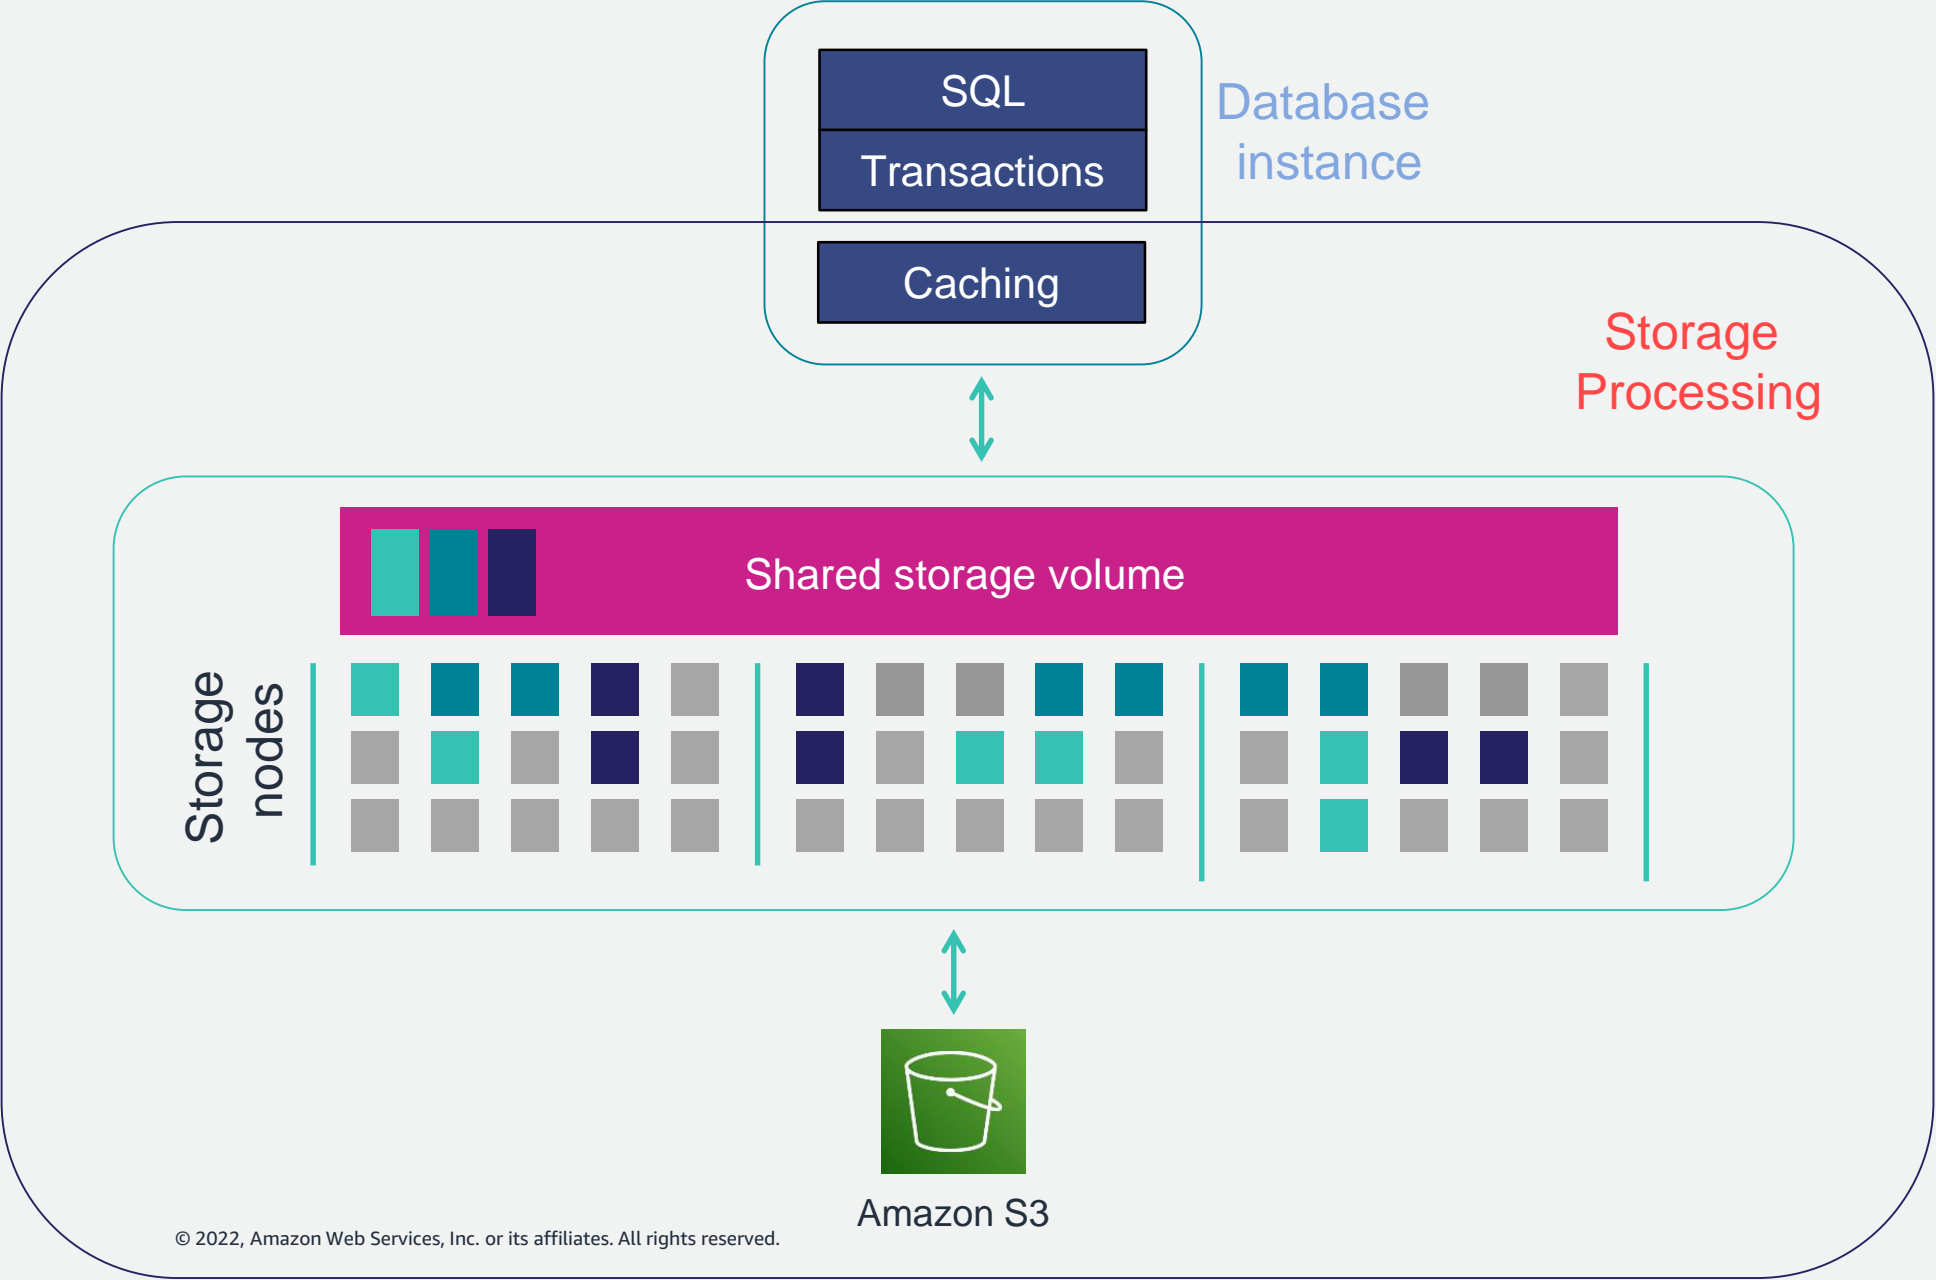 SQL
Transactions
Database
instance
Caching
Storage
Processing
Shared storage volume
Storage
nodes
Amazon S3
© 2022, Amazon Web Services, Inc. or its affiliates. All rights reserved.